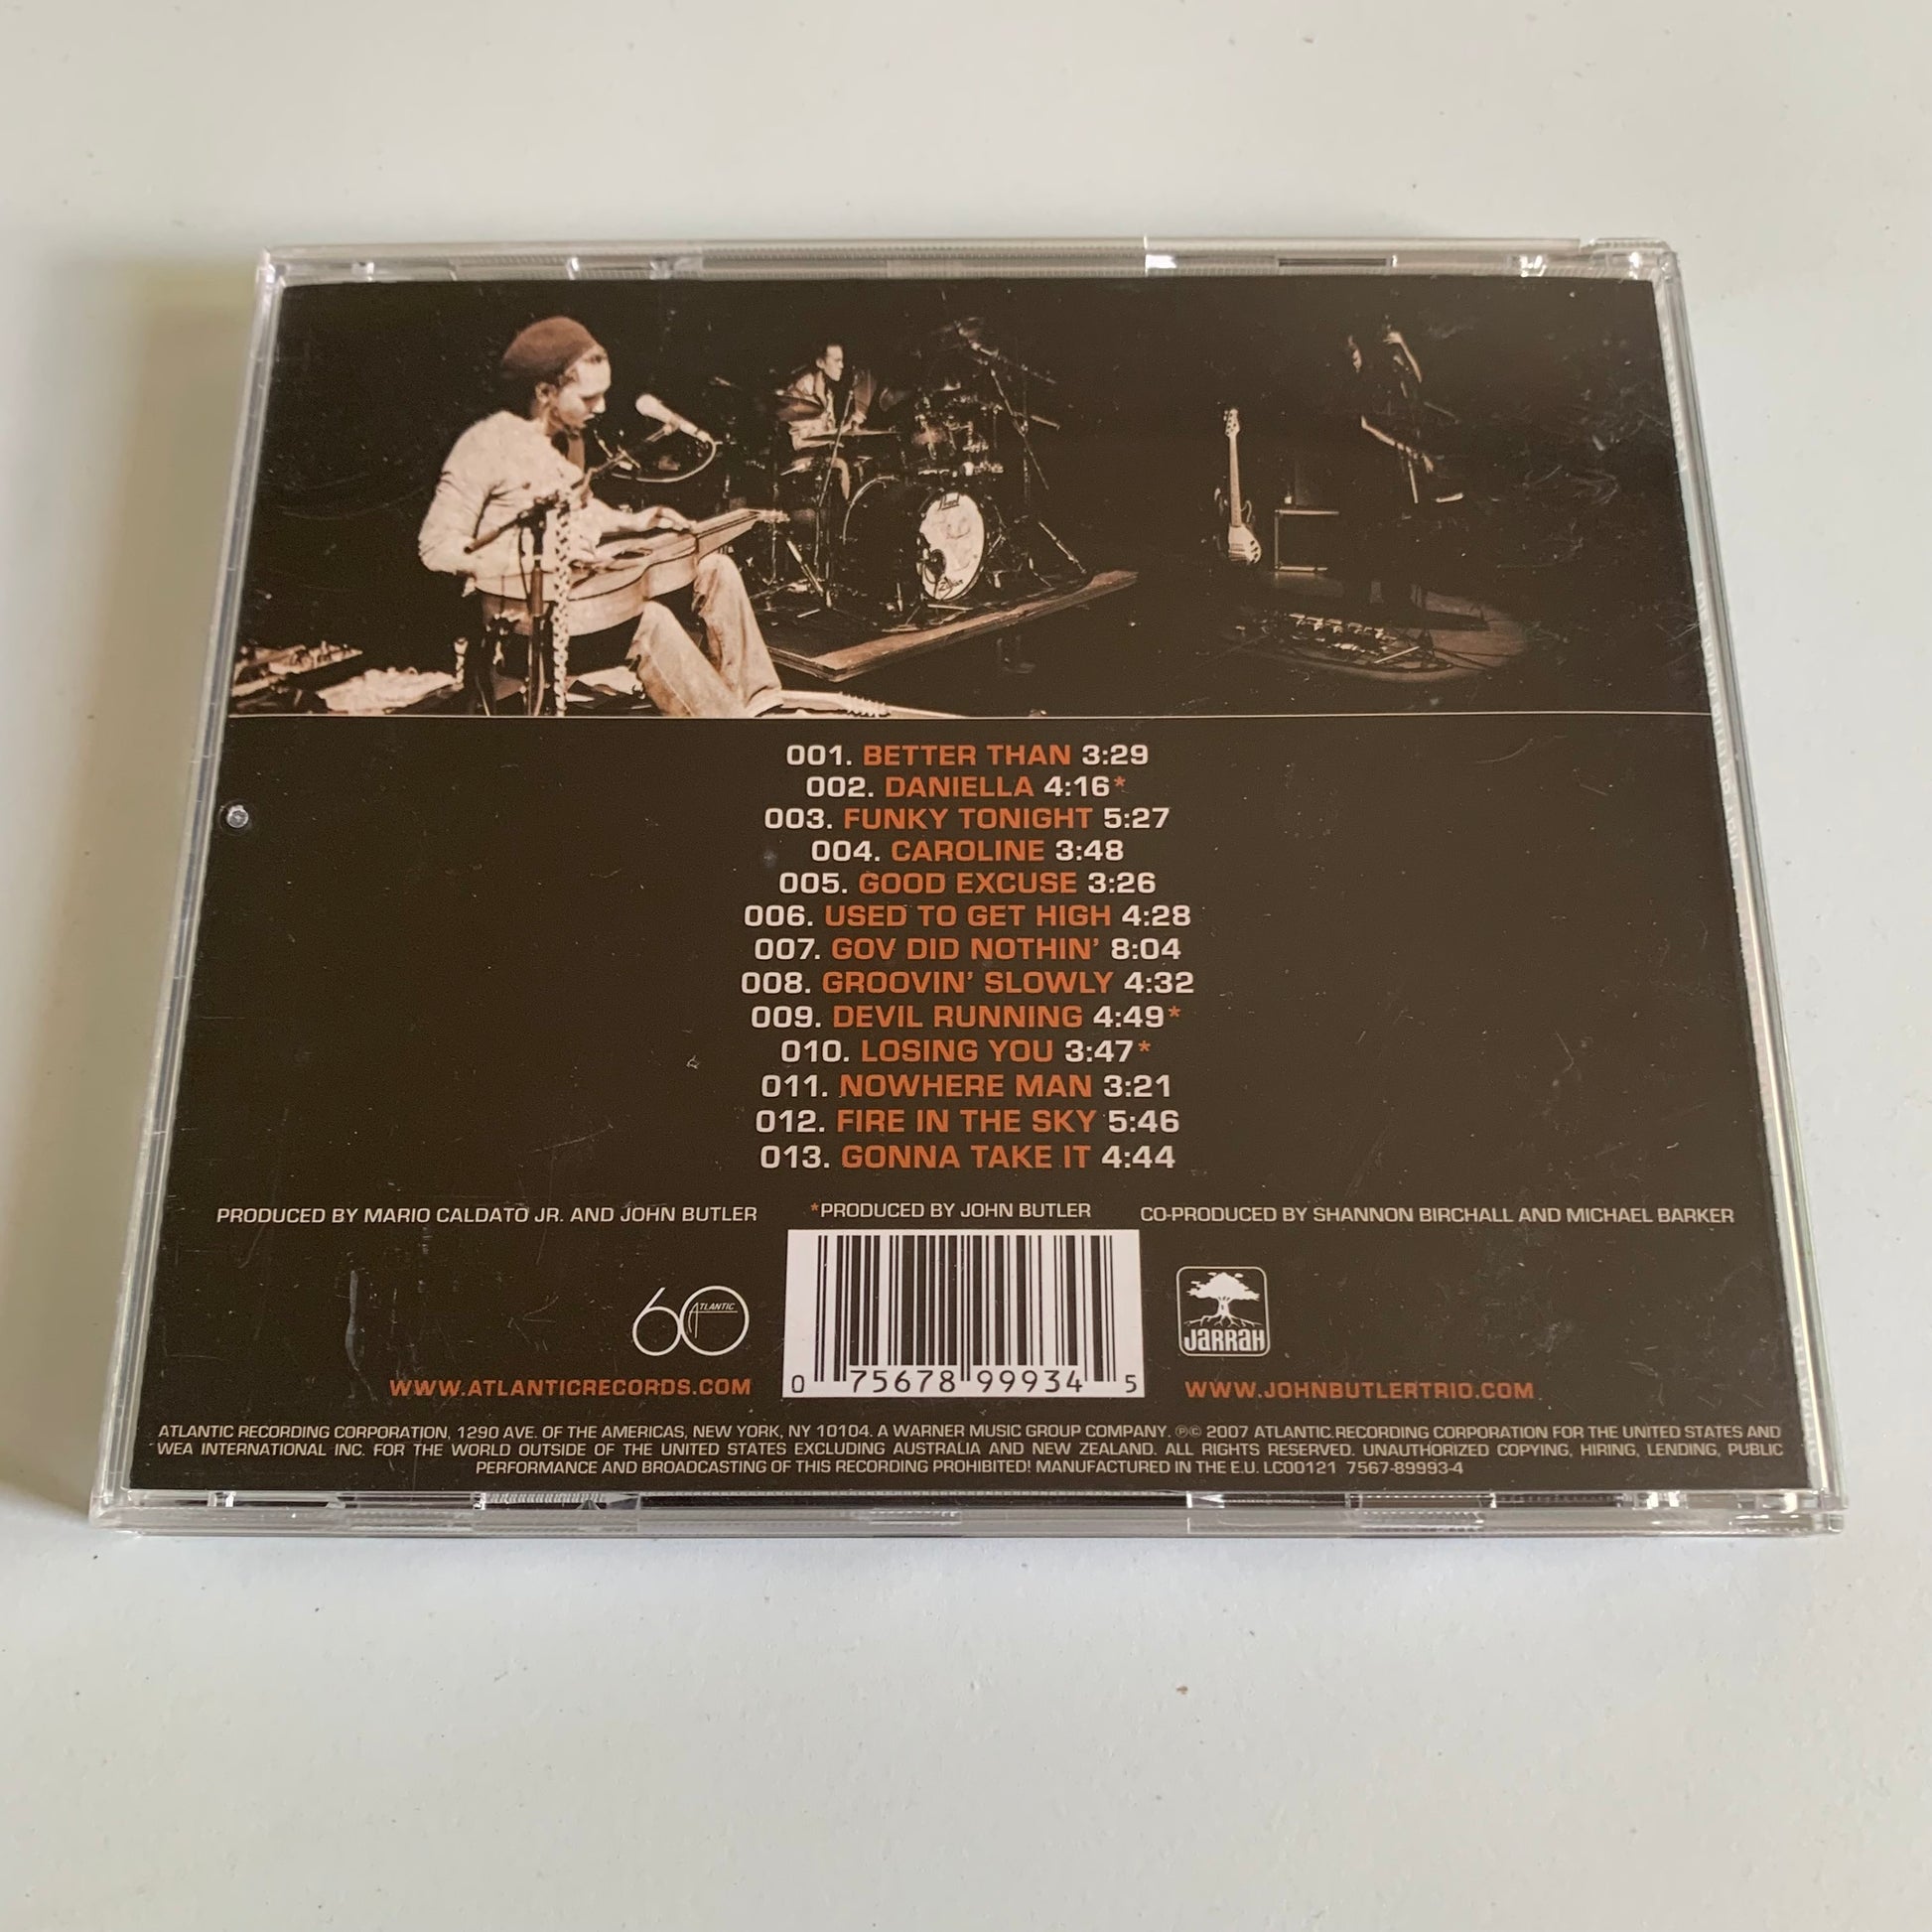 001. BETTER THAN 3:29
002. DANIELLA 4:16*
003. FUNKY TONIGHT 5:27
004. CAROLINE 3:48
005. GOOD EXCUSE 3:26
006. USED TO GET HIGH 4:28
007. GOV DID NOTHIN' 8:04
008. GROOVIN' SLOWLY 4:32
009. DEVIL RUNNING 4:49*
010. LOSING YOU 3:47*
011. NOWHERE MAN 3:21
012. FIRE IN THE SKY 5:46
013. GONNA TAKE IT 4:44
PRODUCED BY MARIO CALDATO JR. AND JOHN BUTLER
*PRODUCED BY JOHN BUTLER
CO-PRODUCED BY SHANNON BIRCHALL AND MICHAEL BARKER
60 ATLANTIC
JARRAH
WWW.ATLANTICRECORDS.COM
0 75678 99934 5
WWW.JOHNBUTLERTRIO.COM
ATLANTIC RECORDING CORPORATION, 1290 AVE. OF THE AMERICAS, NEW YORK, NY 10104. A WARNER MUSIC GROUP COMPANY. ℗© 2007 ATLANTIC RECORDING CORPORATION FOR THE UNITED STATES AND
WEA INTERNATIONAL INC. FOR THE WORLD OUTSIDE OF THE UNITED STATES EXCLUDING AUSTRALIA AND NEW ZEALAND. ALL RIGHTS RESERVED. UNAUTHORIZED COPYING, HIRING, LENDING, PUBLIC
PERFORMANCE AND BROADCASTING OF THIS RECORDING PROHIBITED! MANUFACTURED IN THE E.U. LC00121 7567-89993-4